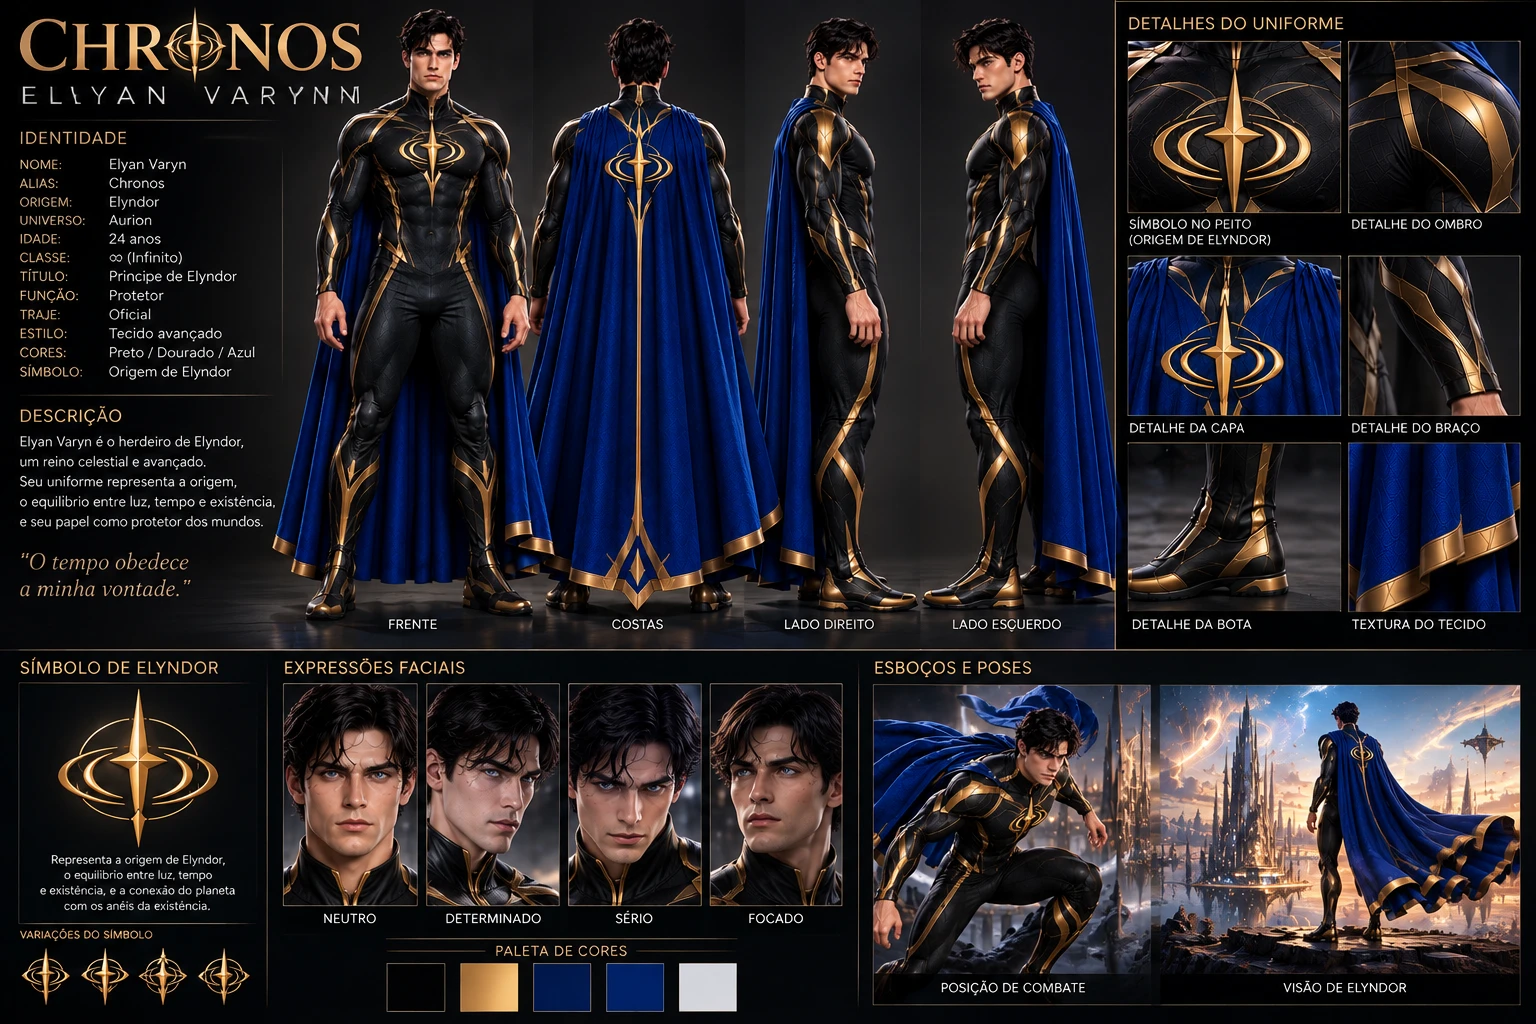 CHRONOS
ELLYAN VARYNN
IDENTIDADE
NOME: Elyan Varyn
ALIAS: Chronos
ORIGEM: Elyndor
UNIVERSO: Aurion
IDADE: 24 anos
CLASSE: ∞ (Infinito)
TÍTULO: Principe de Elyndor
FUNÇÃO: Protetor
TRAJE: Oficial
ESTILO: Tecido avançado
CORES: Preto / Dourado / Azul
SÍMBOLO: Origem de Elyndor
DESCRIÇÃO
Elyan Varyn é o herdeiro de Elyndor,
um reino celestial e avançado.
Seu uniforme representa a origem,
o equilibrio entre luz, tempo e existência,
e seu papel como protetor dos mundos.
"O tempo obedece
a minha vontade."
FRENTE
COSTAS
LADO DIREITO
LADO ESQUERDO
DETALHES DO UNIFORME
SÍMBOLO NO PEITO
(ORIGEM DE ELYNDOR)
DETALHE DO OMBRO
DETALHE DA CAPA
DETALHE DO BRAÇO
DETALHE DA BOTA
TEXTURA DO TECIDO
SÍMBOLO DE ELYNDOR
Representa a origem de Elyndor,
o equilibrio entre luz, tempo
e existência, e a conexão do planeta
com os anéis da existência.
VARIAÇÕES DO SÍMBOLO
EXPRESSÕES FACIAIS
NEUTRO
DETERMINADO
SÉRIO
FOCADO
PALETA DE CORES
ESBOÇOS E POSES
POSIÇÃO DE COMBATE
VISÃO DE ELYNDOR